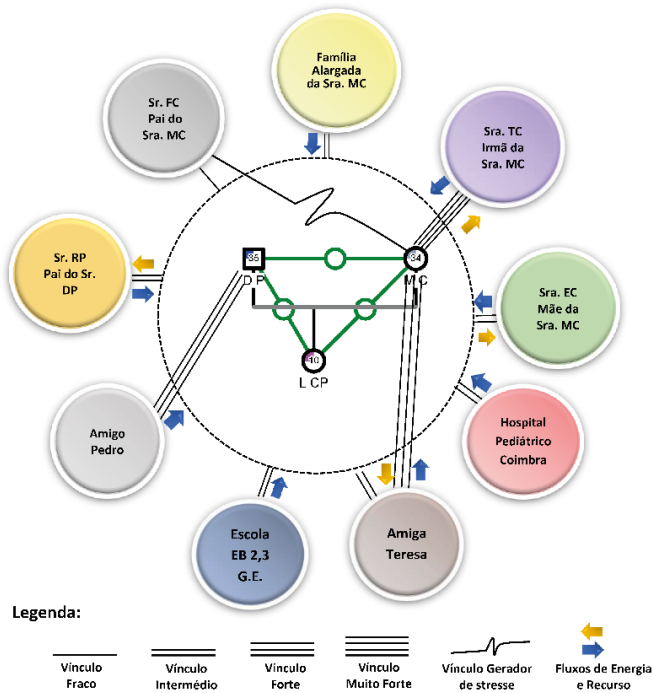 Família
Alargada
da Sra. MC
Sr. FC
Pai do
Sra. MC
Sra. TC
Irmã da
Sra. MC
Sr. RP
Pai do Sr.
DP
35
D P
34
M C
Sra. EC
Mãe da
Sra. MC
10
L CP
Amigo
Pedro
Hospital
Pediátrico
Coimbra
Escola
EB 2,3
G.E.
Amiga
Teresa
Legenda:
Vínculo
Fraco
Vínculo
Intermédio
Vínculo
Forte
Vínculo
Muito Forte
Vínculo Gerador
de stresse
Fluxos de Energia
e Recurso